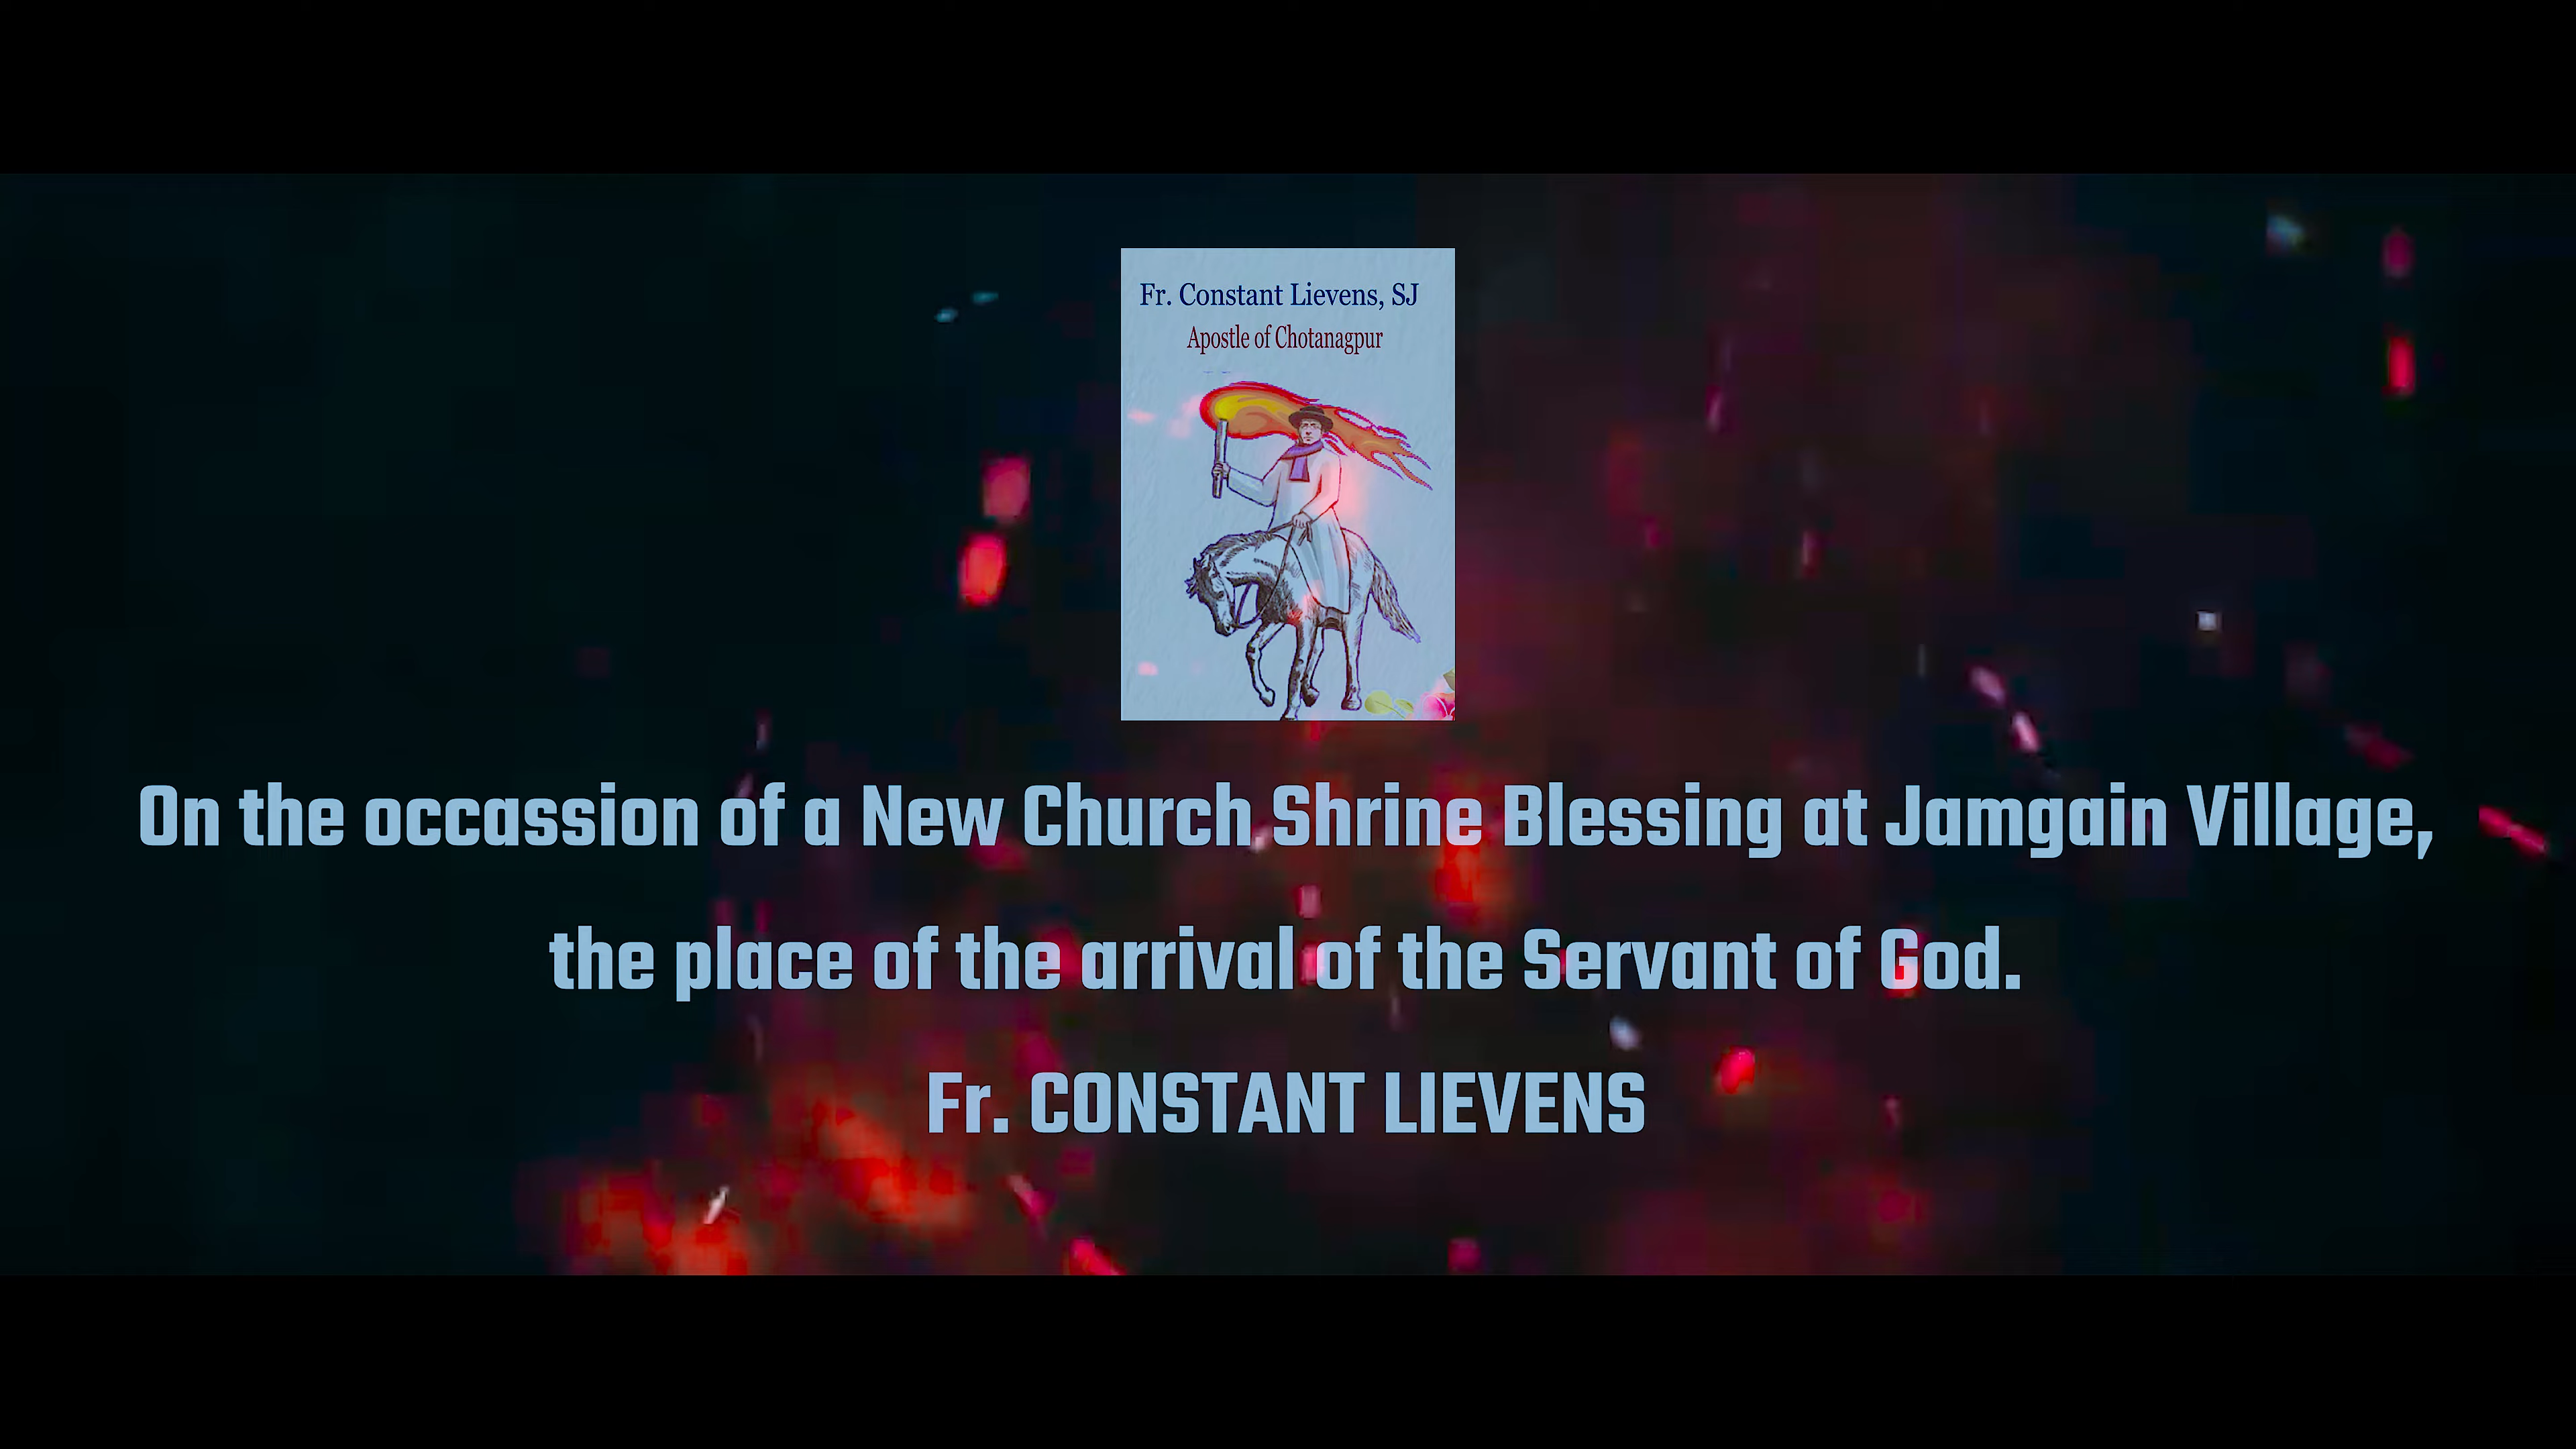 Fr. Constant Lievens, SJ
Apostle of Chotanagpur
On the occassion of a New Church Shrine Blessing at Jamgain Village,
the place of the arrival of the Servant of God.
Fr. CONSTANT LIEVENS